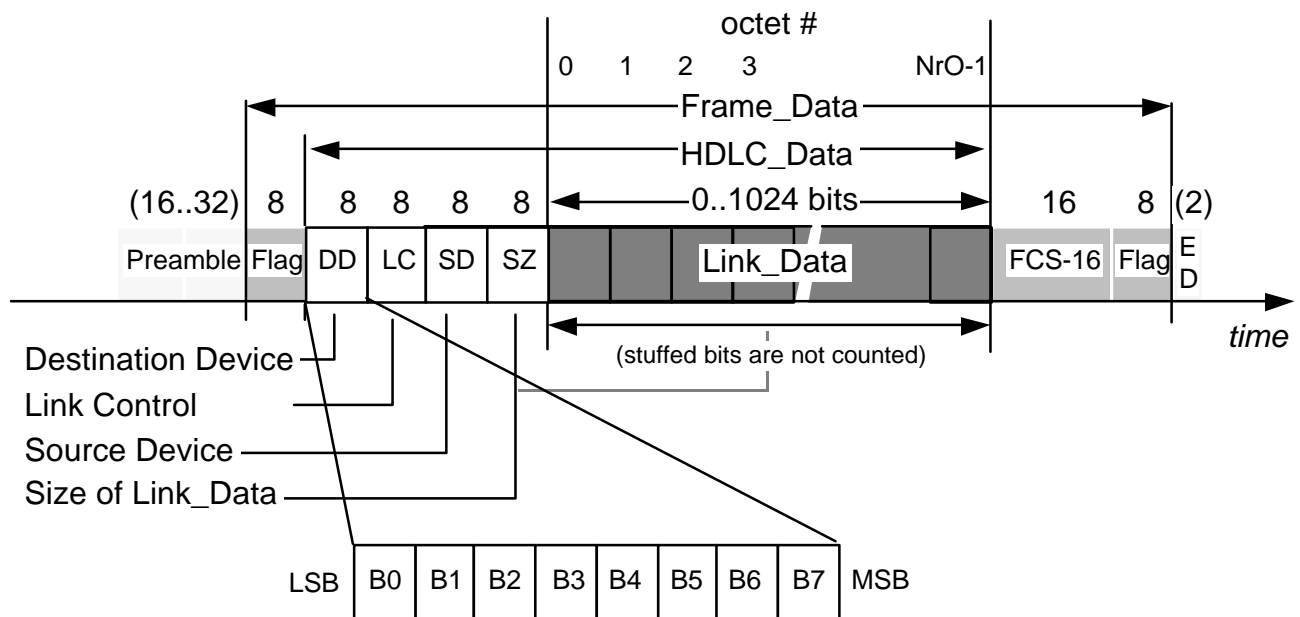 octet #
0 1 2 3 NrO-1
Frame_Data
HDLC_Data
(16..32) 8 8 8 8 8 0..1024 bits 16 8 (2)
Preamble Flag DD LC SD SZ Link_Data FCS-16 Flag E
D
time
(stuffed bits are not counted)
Destination Device
Link Control
Source Device
Size of Link_Data
LSB B0 B1 B2 B3 B4 B5 B6 B7 MSB